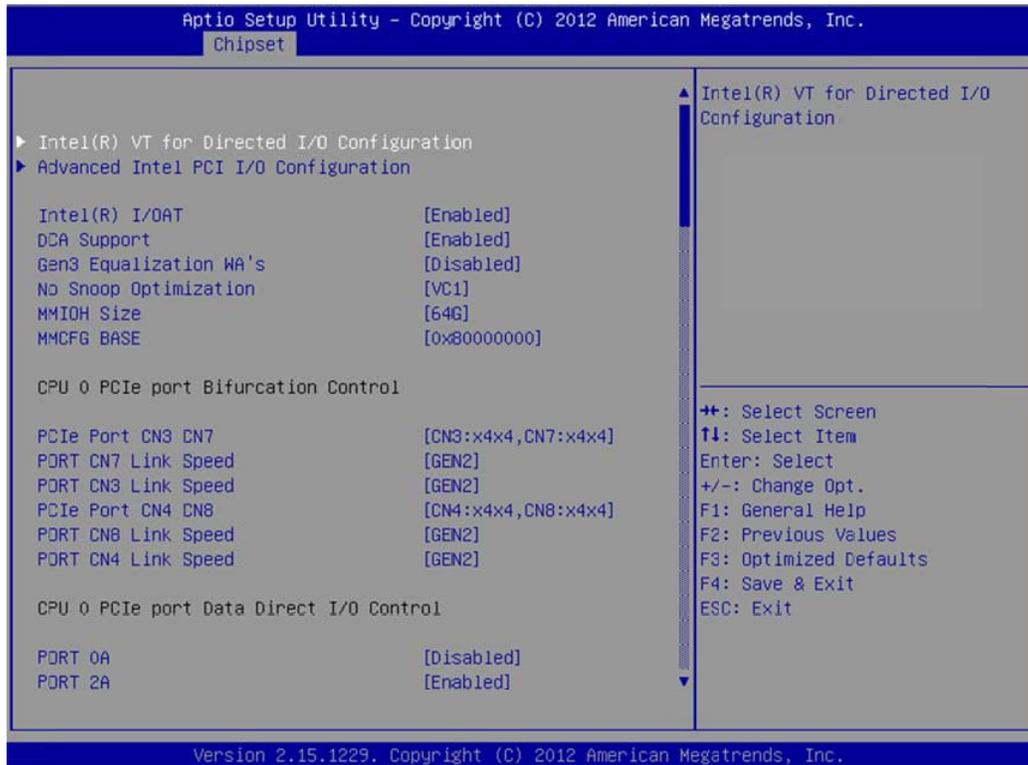 Aptio Setup Utility – Copyright (C) 2012 American Megatrends, Inc.
Chipset
Intel(R) VT for Directed I/O Configuration
Advanced Intel PCI I/O Configuration
Intel(R) I/OAT [Enabled]
DCA Support [Enabled]
Gen3 Equalization WA's [Disabled]
No Snoop Optimization [VC1]
MMIOH Size [64G]
MMCFG BASE [0x80000000]
CPU 0 PCIe port Bifurcation Control
PCIe Port CN3 CN7 [CN3:x4x4,CN7:x4x4]
PORT CN7 Link Speed [GEN2]
PORT CN3 Link Speed [GEN2]
PCIe Port CN4 CN8 [CN4:x4x4,CN8:x4x4]
PORT CN8 Link Speed [GEN2]
PORT CN4 Link Speed [GEN2]
CPU 0 PCIe port Data Direct I/O Control
PORT 0A [Disabled]
PORT 2A [Enabled]
Intel(R) VT for Directed I/O
Configuration
→←: Select Screen
↑↓: Select Item
Enter: Select
+/-: Change Opt.
F1: General Help
F2: Previous Values
F3: Optimized Defaults
F4: Save & Exit
ESC: Exit
Version 2.15.1229. Copyright (C) 2012 American Megatrends, Inc.